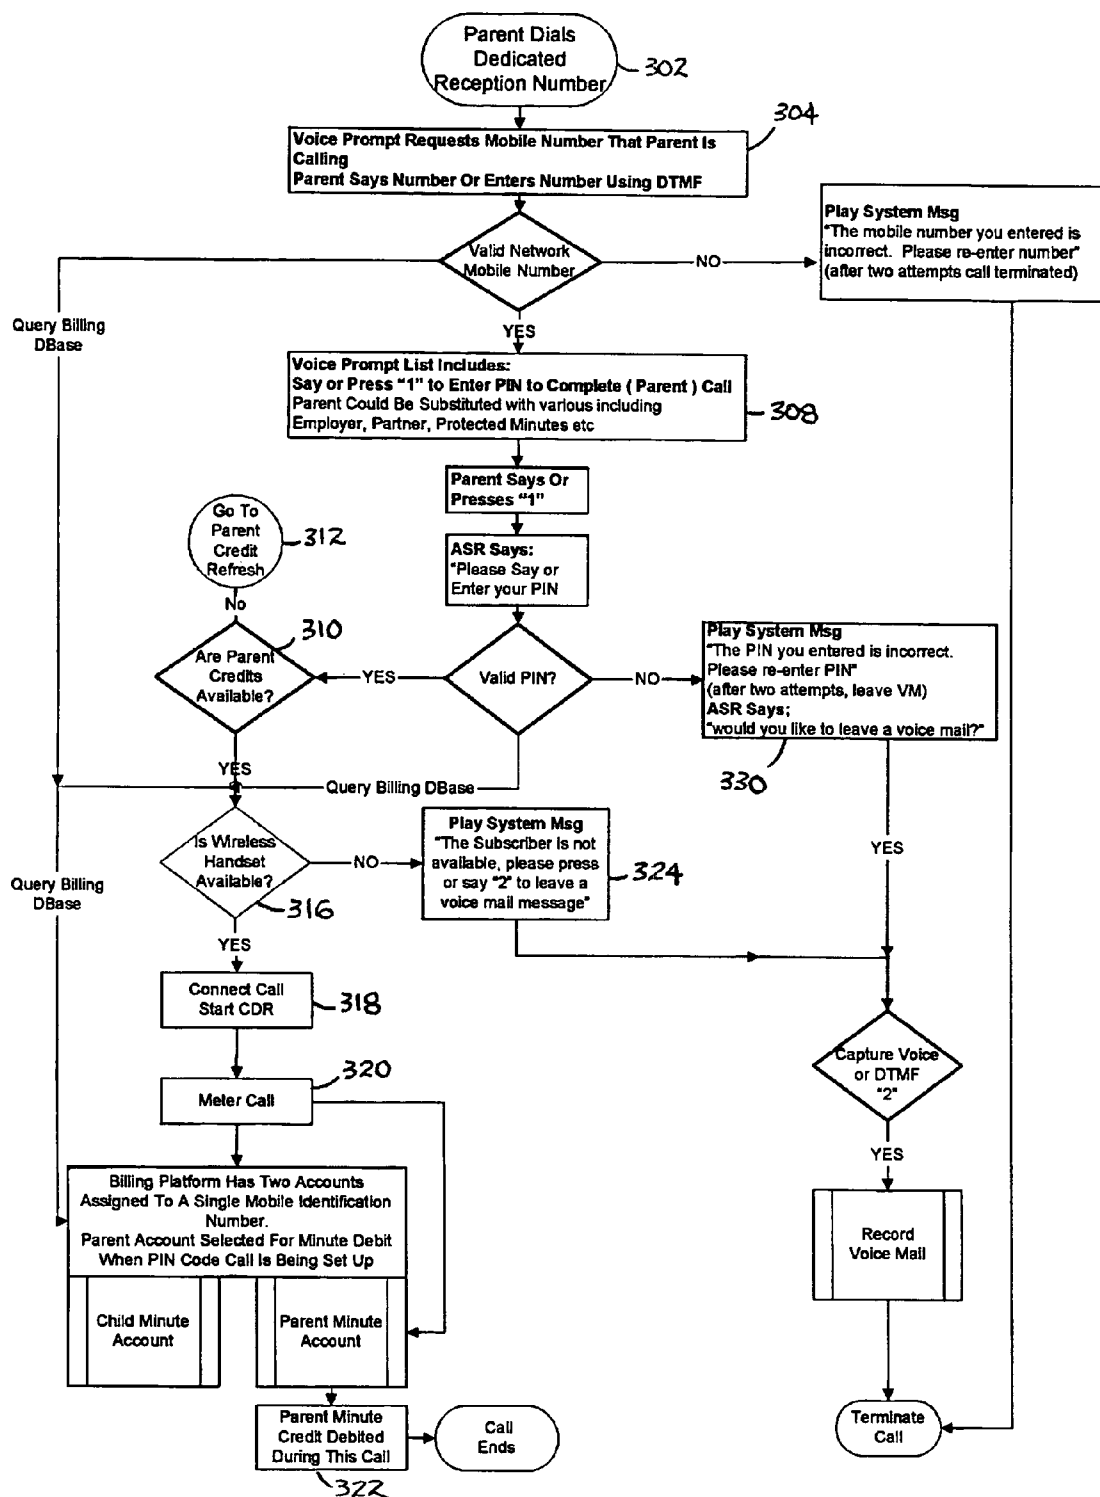 Parent Dials
Dedicated
Reception Number
302
304
Voice Prompt Requests Mobile Number That Parent Is
Calling
Parent Says Number Or Enters Number Using DTMF
Valid Network
Mobile Number
NO
Play System Msg
"The mobile number you entered is
incorrect. Please re-enter number"
(after two attempts call terminated)
Query Billing
DBase
YES
Voice Prompt List Includes:
Say or Press "1" to Enter PIN to Complete ( Parent ) Call
Parent Could Be Substituted with various including
Employer, Partner, Protected Minutes etc
308
Parent Says Or
Presses "1"
Go To
Parent
Credit
Refresh
312
ASR Says:
"Please Say or
Enter your PIN
No
310
Are Parent
Credits
Available?
YES
Valid PIN?
NO
Play System Msg
"The PIN you entered is incorrect.
Please re-enter PIN"
(after two attempts, leave VM)
ASR Says;
"would you like to leave a voice mail?"
330
YES
Query Billing DBase
Is Wireless
Handset
Available?
316
NO
Play System Msg
"The Subscriber is not
available, please press
or say "2" to leave a
voice mail message"
324
YES
Query Billing
DBase
YES
Connect Call
Start CDR
318
Capture Voice
or DTMF
"2"
320
Meter Call
YES
Billing Platform Has Two Accounts
Assigned To A Single Mobile Identification
Number.
Parent Account Selected For Minute Debit
When PIN Code Call Is Being Set Up
Record
Voice Mail
Child Minute
Account
Parent Minute
Account
Parent Minute
Credit Debited
During This Call
322
Call
Ends
Terminate
Call